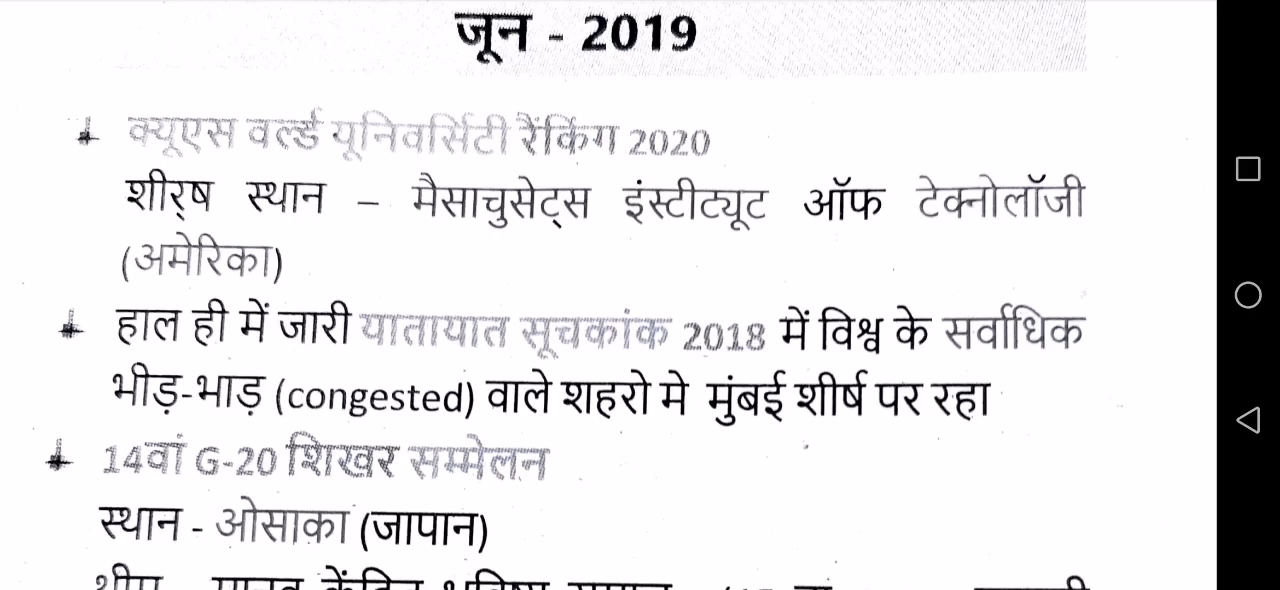 जून - 2019
क्यूएस वर्ल्ड यूनिवर्सिटी रैंकिंग 2020
शीर्ष स्थान – मैसाचुसेट्स इंस्टीट्यूट ऑफ टेक्नोलॉजी
(अमेरिका)
हाल ही में जारी यातायात सूचकांक 2018 में विश्व के सर्वाधिक
भीड़-भाड़ (congested) वाले शहरो मे मुंबई शीर्ष पर रहा
14वां G-20 शिखर सम्मेलन
स्थान - ओसाका (जापान)